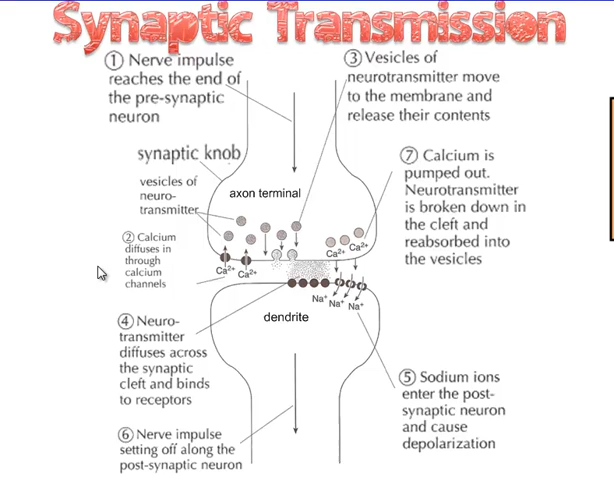 Synaptic Transmission
① Nerve impulse
reaches the end of
the pre-synaptic
neuron
③ Vesicles of
neurotransmitter move
to the membrane and
release their contents
synaptic knob
vesicles of
neuro-
transmitter
axon terminal
⑦ Calcium is
pumped out.
Neurotransmitter
is broken down in
the cleft and
reabsorbed into
the vesicles
② Calcium
diffuses in
through
calcium
channels
Ca2+
Ca2+
Ca2+
Ca2+
Na+
Na+
Na+
dendrite
④ Neuro-
transmitter
diffuses across
the synaptic
cleft and binds
to receptors
⑤ Sodium ions
enter the post-
synaptic neuron
and cause
depolarization
⑥ Nerve impulse
setting off along the
post-synaptic neuron